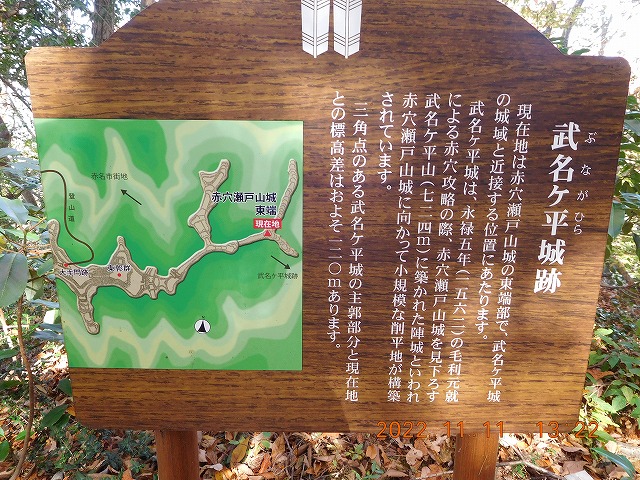 武名ヶ平城跡
ぶながひら
現在地は赤穴瀬戸山城の東端部で、武名ヶ平城
の城域と近接する位置にあたります。
武名ヶ平城は、永禄五年(一五六二)の毛利元就
による赤穴攻略の際、赤穴瀬戸山城を見下ろす
武名ヶ平山(七一四m)に築かれた陣城といわれ
赤穴瀬戸山城に向かって小規模な削平地が構築
されています。
三角点のある武名ヶ平城の主郭部分と現在地
との標高差はおよそ一二〇mあります。
赤名市街地
登山道
赤穴瀬戸山城
東端
現在地
武名ヶ平城跡
主郭群
2022 11 11 13 22